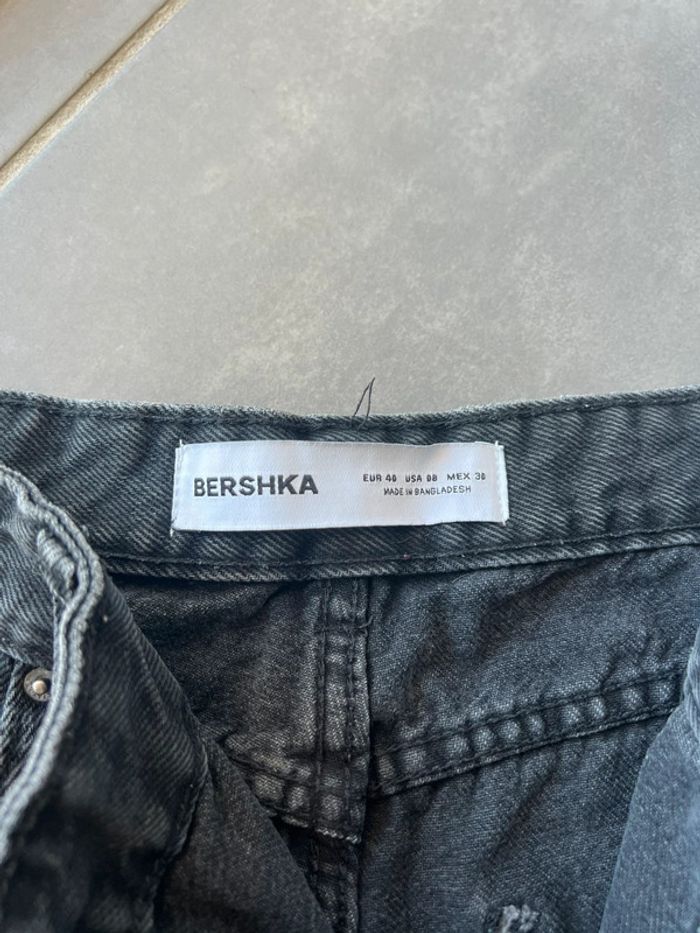 BERSHKA
EUR 40 USA 08 MEX 30
MADE IN BANGLADESH